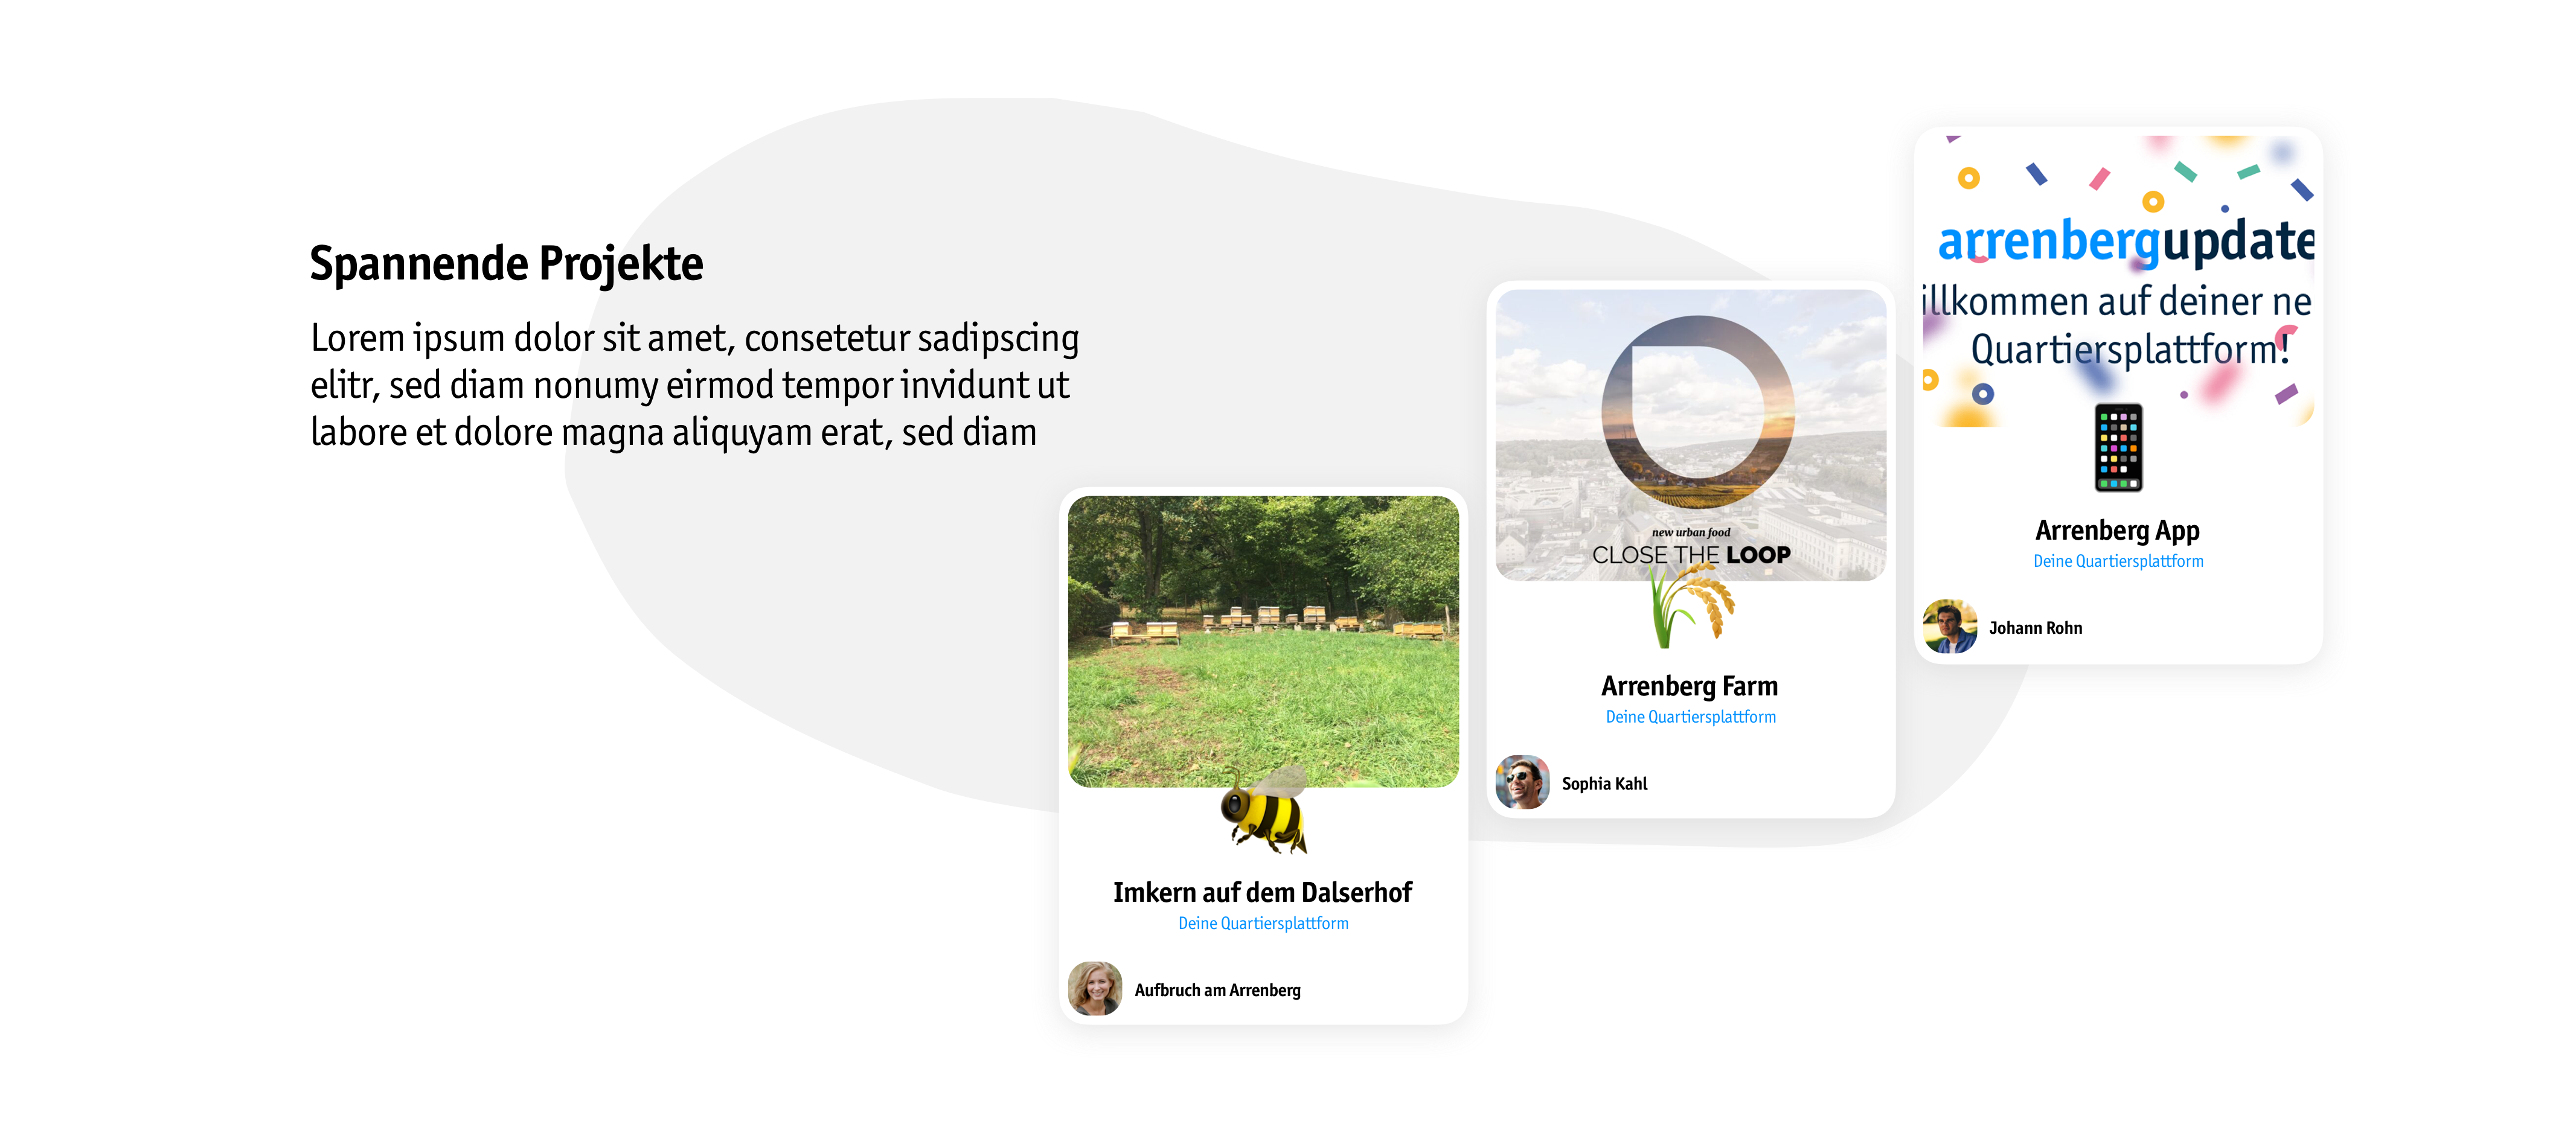 Spannende Projekte
Lorem ipsum dolor sit amet, consetetur sadipscing
elitr, sed diam nonumy eirmod tempor invidunt ut
labore et dolore magna aliquyam erat, sed diam
Imkern auf dem Dalserhof
Deine Quartiersplattform
Aufbruch am Arrenberg
new urban food
CLOSE THE LOOP
Arrenberg Farm
Deine Quartiersplattform
Sophia Kahl
arrenbergupdate
illkommen auf deiner ne
Quartiersplattform!
Arrenberg App
Deine Quartiersplattform
Johann Rohn